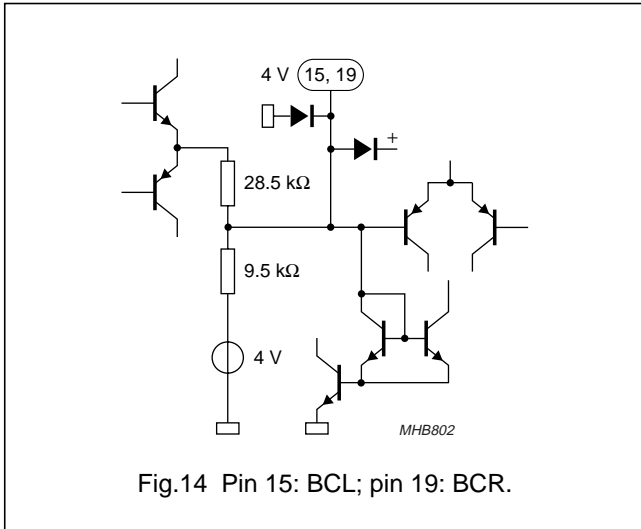 4 V 15, 19
+
28.5 kΩ
9.5 kΩ
4 V
MHB802
Fig.14 Pin 15: BCL; pin 19: BCR.